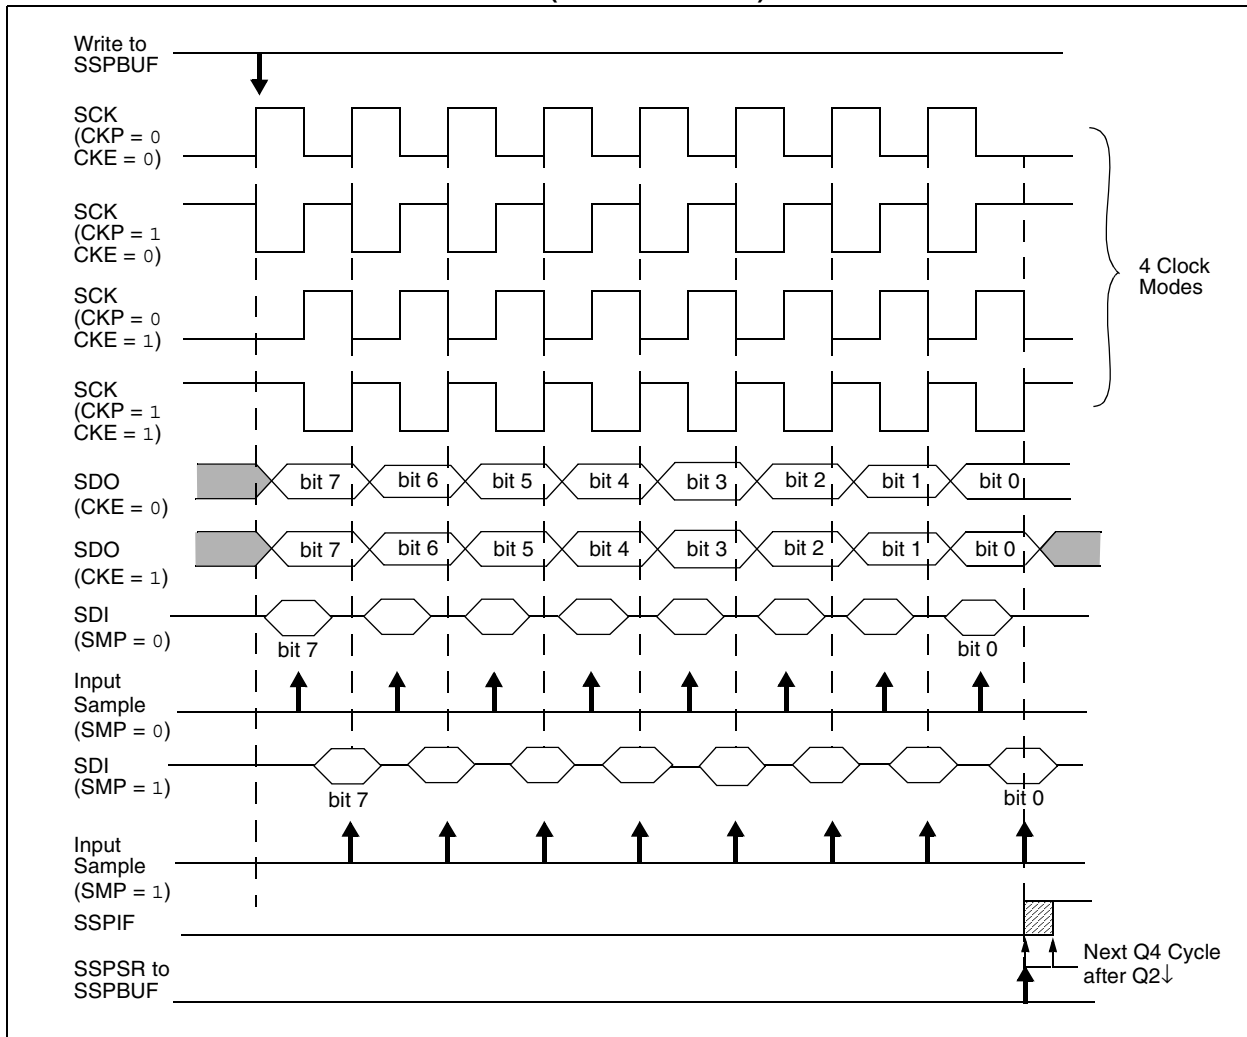 Write to
SSPBUF
SCK
(CKP = 0
CKE = 0)
SCK
(CKP = 1
CKE = 0)
SCK
(CKP = 0
CKE = 1)
SCK
(CKP = 1
CKE = 1)
4 Clock
Modes
SDO
(CKE = 0)
bit 7 bit 6 bit 5 bit 4 bit 3 bit 2 bit 1 bit 0
SDO
(CKE = 1)
bit 7 bit 6 bit 5 bit 4 bit 3 bit 2 bit 1 bit 0
SDI
(SMP = 0)
bit 7 bit 0
Input
Sample
(SMP = 0)
SDI
(SMP = 1)
bit 7 bit 0
Input
Sample
(SMP = 1)
SSPIF
Next Q4 Cycle
after Q2↓
SSPSR to
SSPBUF